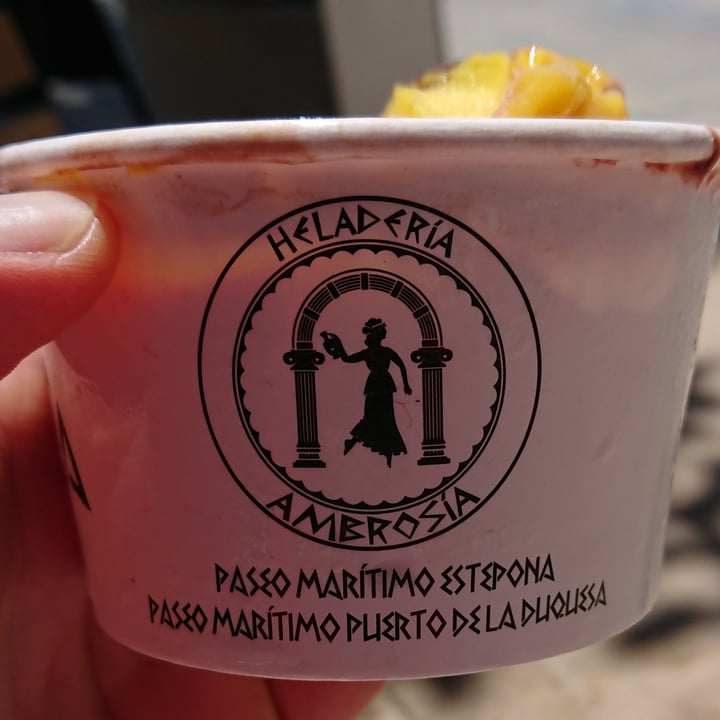 HELADERÍA
AMBROSÍA
PASEO MARÍTIMO ESTEPONA
PASEO MARÍTIMO PUERTO DE LA DUQUESA